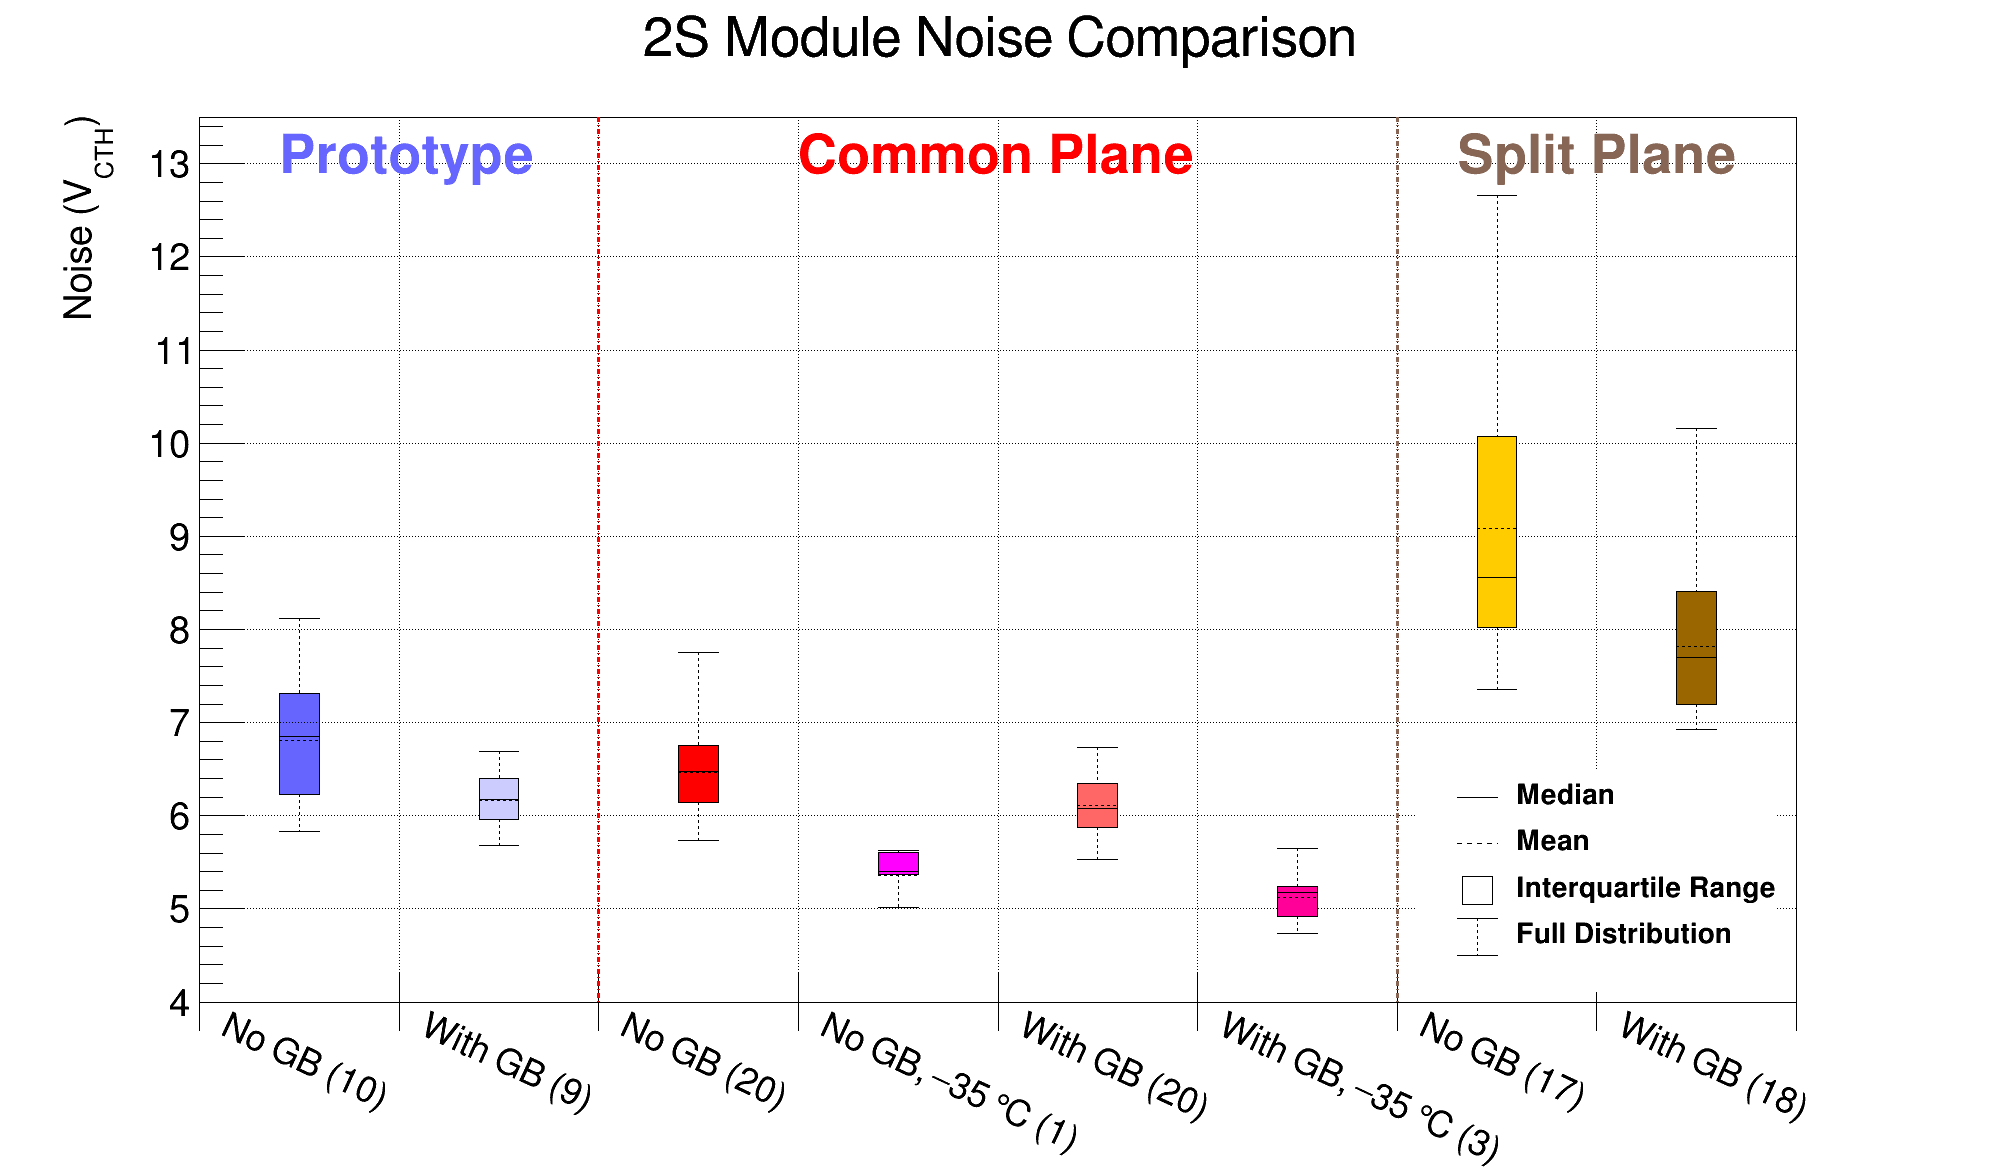 2S Module Noise Comparison
Noise (V_CTH)
Prototype
Common Plane
Split Plane
13
12
11
10
9
8
7
6
5
4
Median
Mean
Interquartile Range
Full Distribution
No GB (10)
With GB (9)
No GB (20)
No GB, −35 °C (1)
With GB (20)
With GB, −35 °C (3)
No GB (17)
With GB (18)